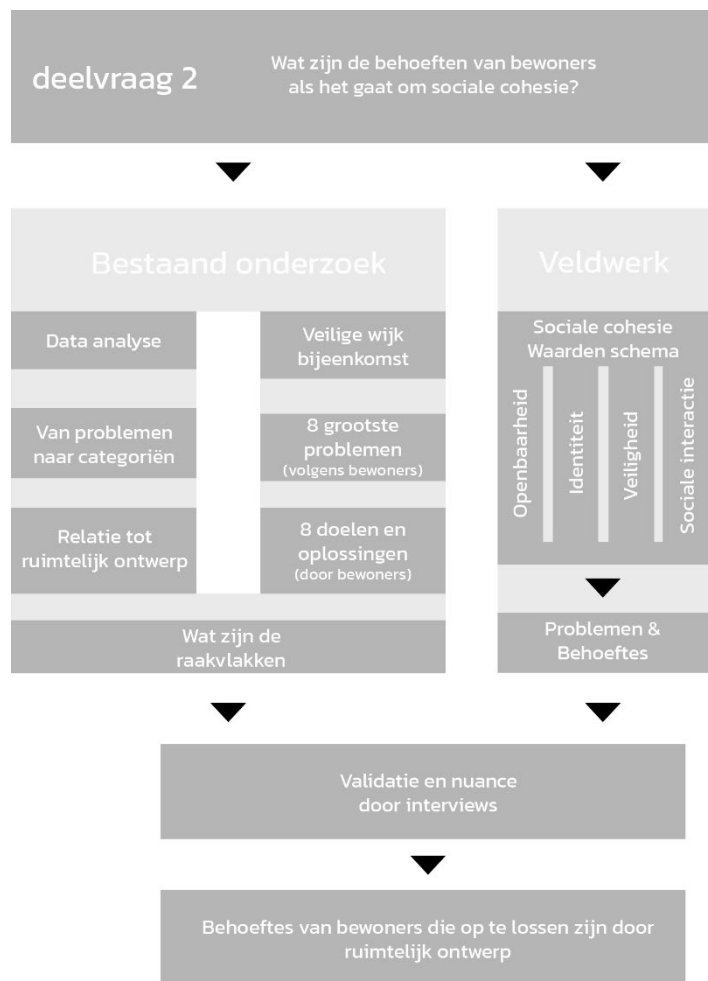 deelvraag 2
Wat zijn de behoeften van bewoners
als het gaat om sociale cohesie?
Bestaand onderzoek
Data analyse
Van problemen
naar categoriën
Relatie tot
ruimtelijk ontwerp
Veilige wijk
bijeenkomst
8 grootste
problemen
(volgens bewoners)
8 doelen en
oplossingen
(door bewoners)
Wat zijn de
raakvlakken
Veldwerk
Sociale cohesie
Waarden schema
Openbaarheid
Identiteit
Veiligheid
Sociale interactie
Problemen &
Behoeftes
Validatie en nuance
door interviews
Behoeftes van bewoners die op te lossen zijn door
ruimtelijk ontwerp